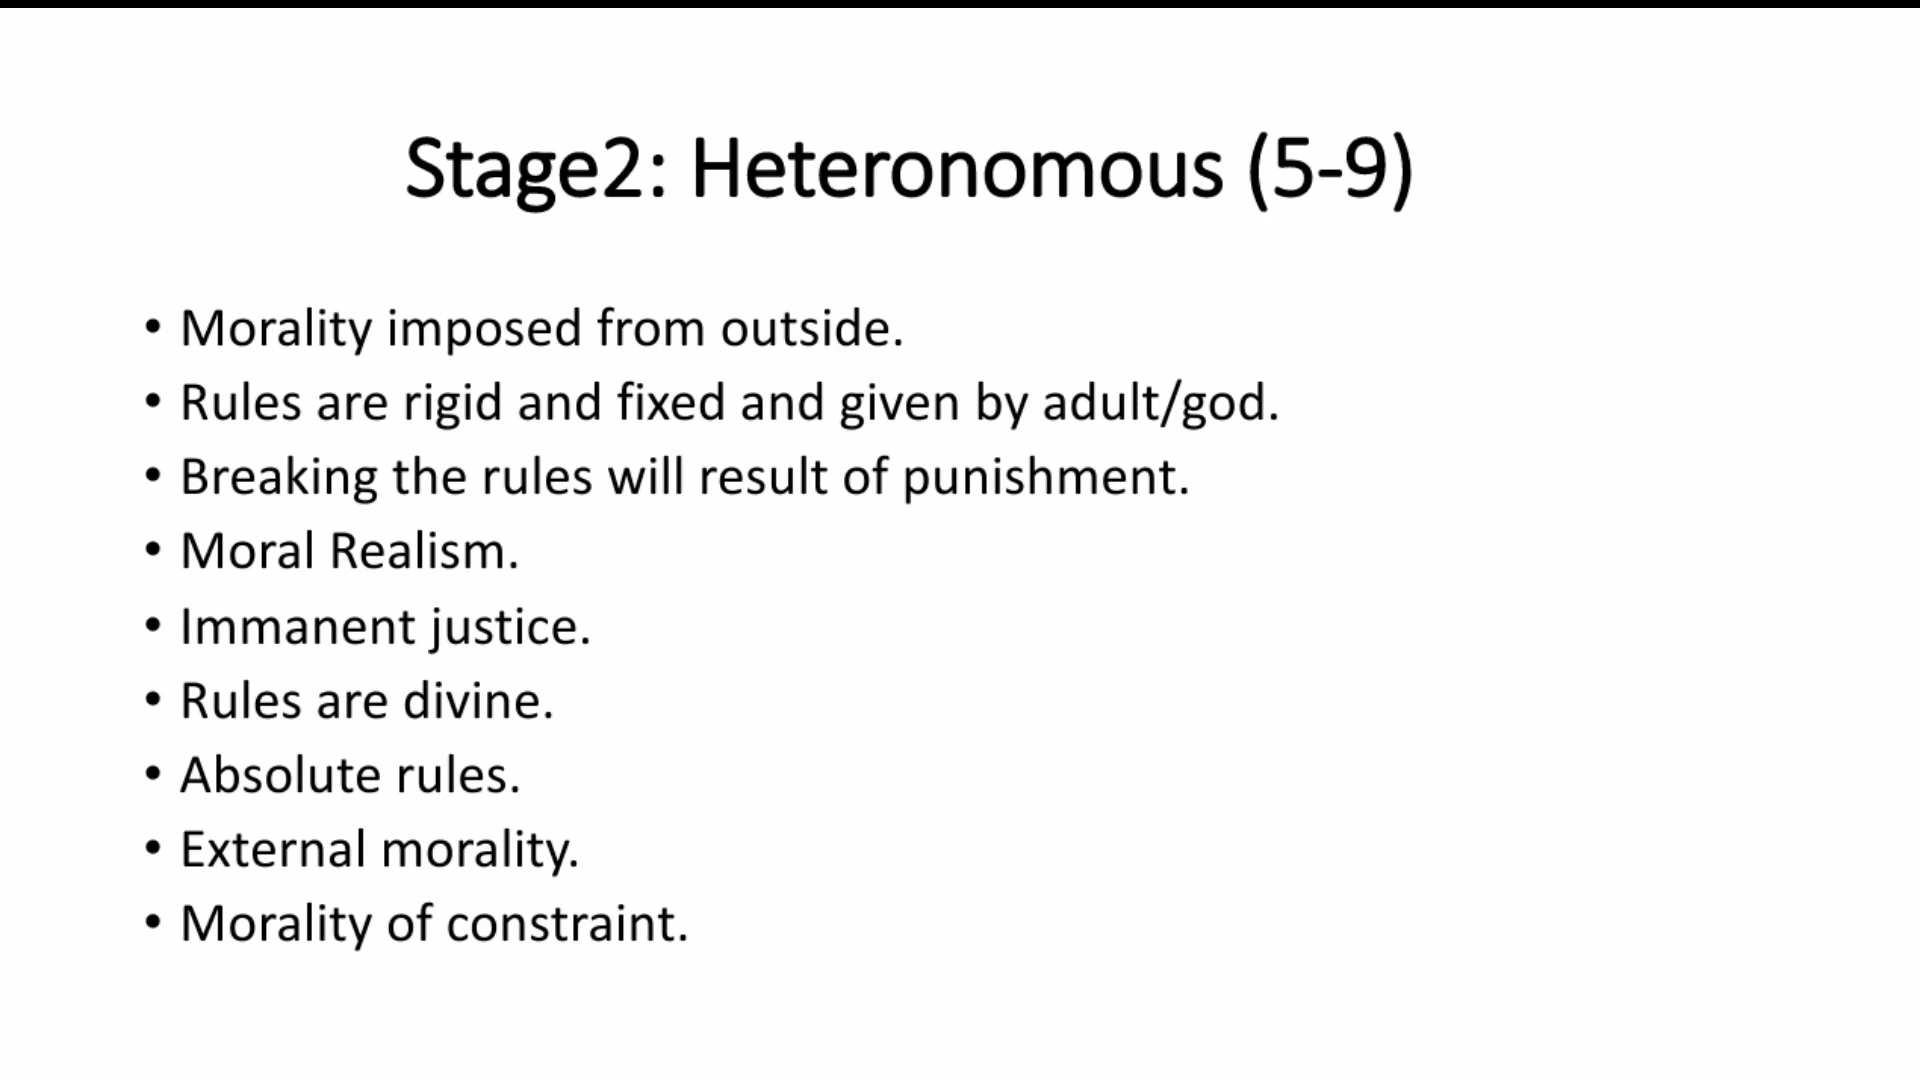 Stage2: Heteronomous (5-9)
• Morality imposed from outside.
• Rules are rigid and fixed and given by adult/god.
• Breaking the rules will result of punishment.
• Moral Realism.
• Immanent justice.
• Rules are divine.
• Absolute rules.
• External morality.
• Morality of constraint.